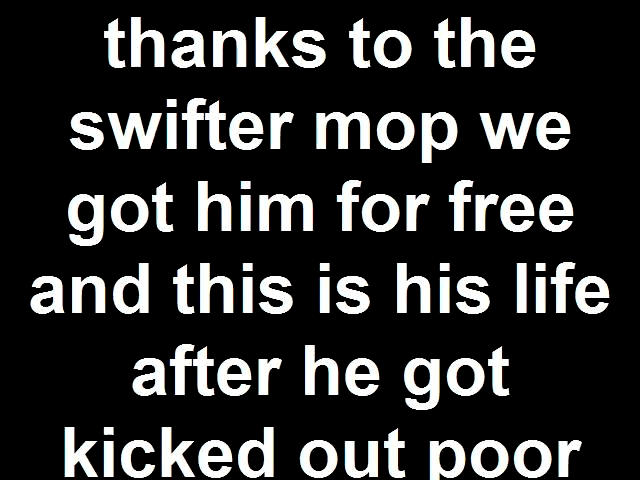 thanks to the
swifter mop we
got him for free
and this is his life
after he got
kicked out poor